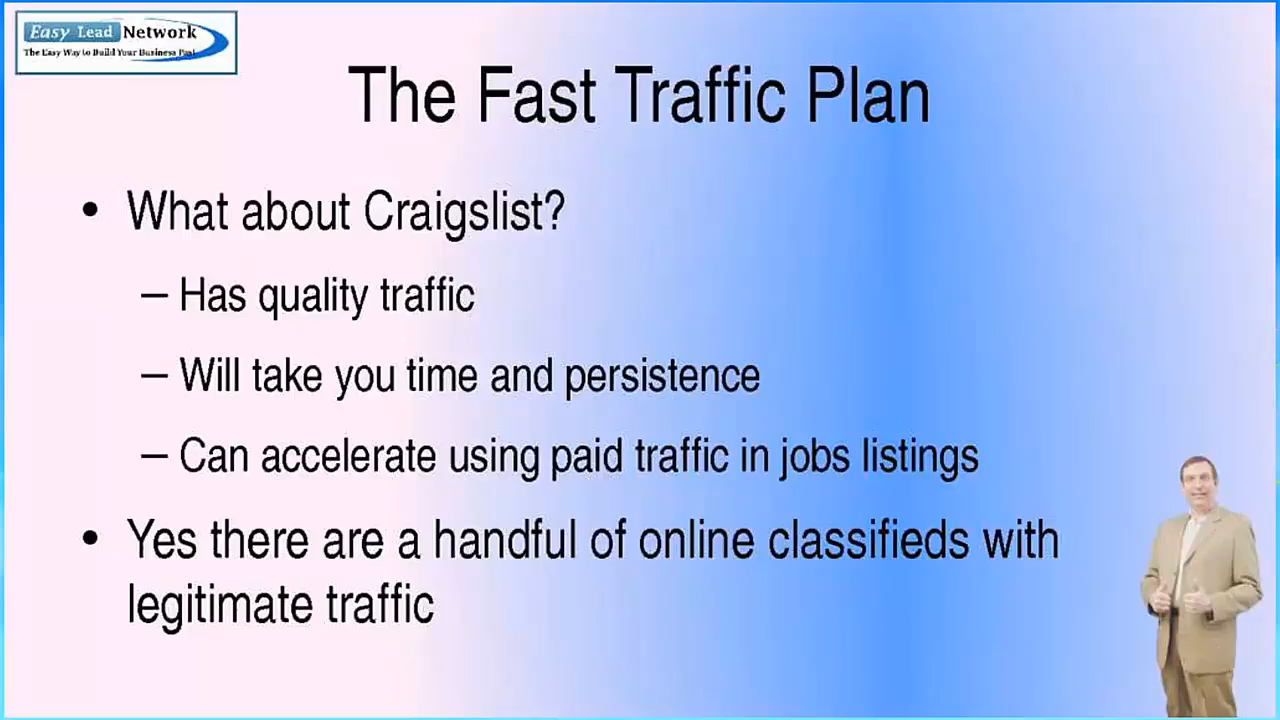 Easy Lead Network
The Easy Way to Build Your Business Fast
The Fast Traffic Plan
• What about Craigslist?
– Has quality traffic
– Will take you time and persistence
– Can accelerate using paid traffic in jobs listings
• Yes there are a handful of online classifieds with
legitimate traffic